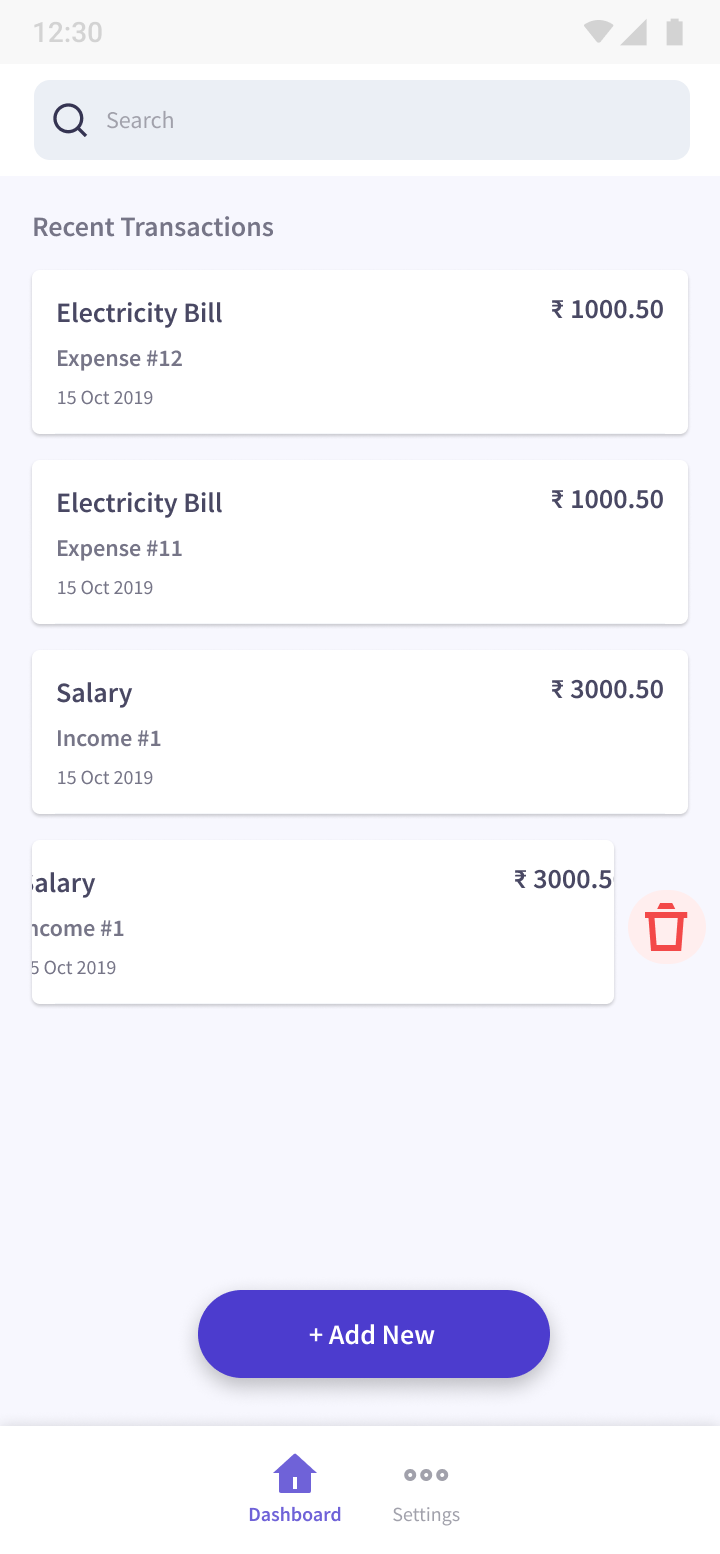 12:30
Search
Recent Transactions
Electricity Bill
₹ 1000.50
Expense #12
15 Oct 2019
Electricity Bill
₹ 1000.50
Expense #11
15 Oct 2019
Salary
₹ 3000.50
Income #1
15 Oct 2019
alary
₹ 3000.5
ncome #1
5 Oct 2019
+ Add New
Dashboard
Settings